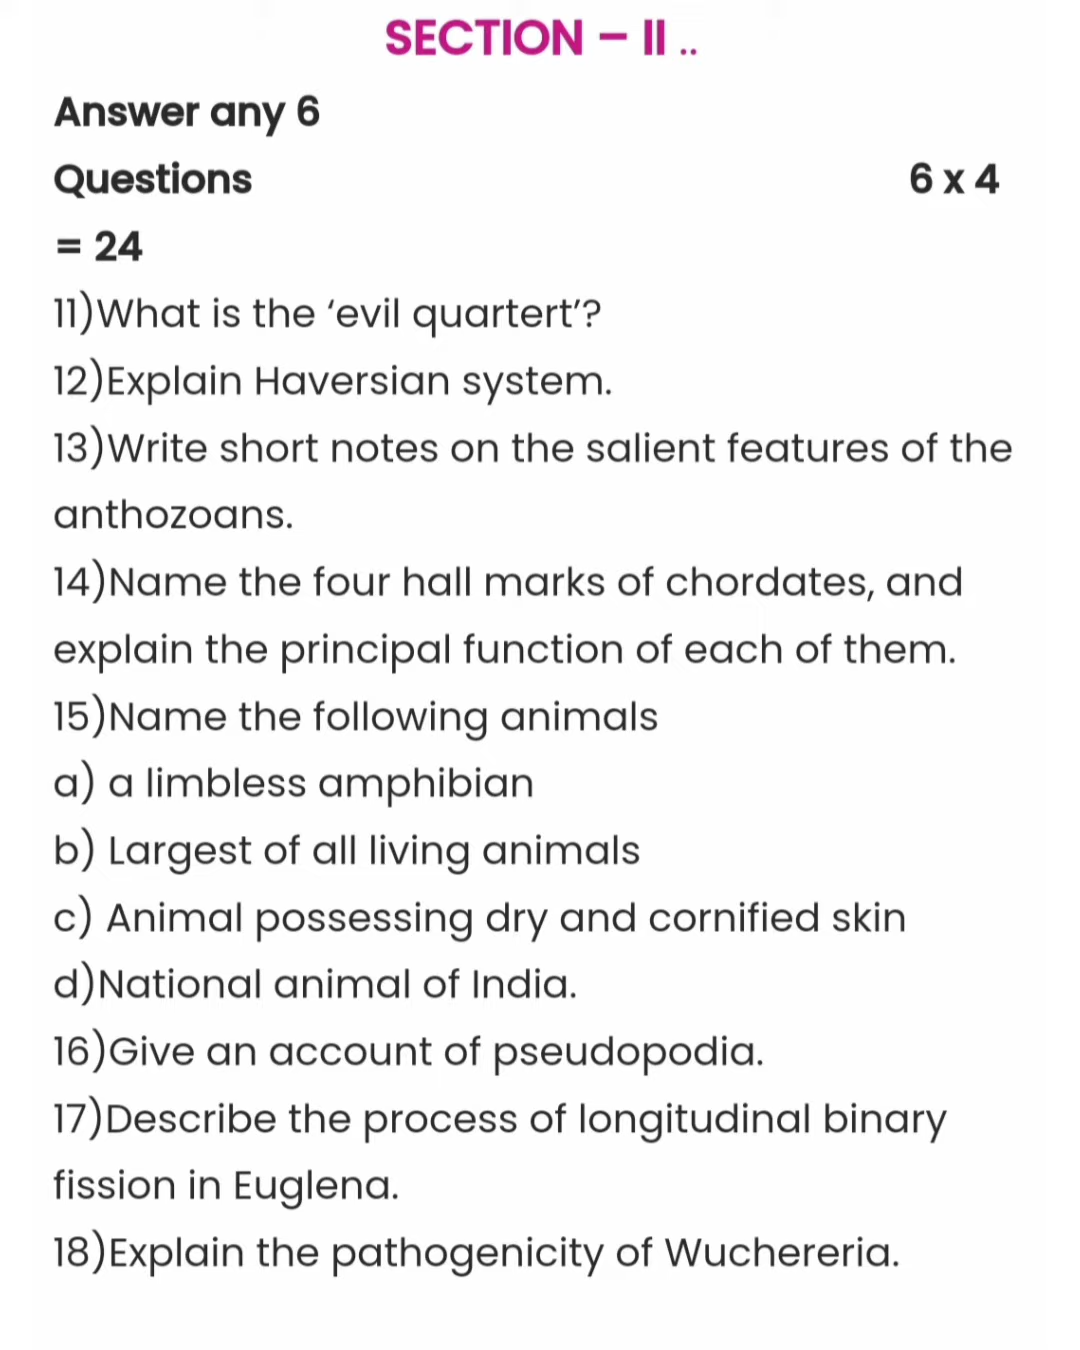 SECTION – II ..
Answer any 6
Questions 6 x 4
= 24
11)What is the ‘evil quartert’?
12)Explain Haversian system.
13)Write short notes on the salient features of the
anthozoans.
14)Name the four hall marks of chordates, and
explain the principal function of each of them.
15)Name the following animals
a) a limbless amphibian
b) Largest of all living animals
c) Animal possessing dry and cornified skin
d)National animal of India.
16)Give an account of pseudopodia.
17)Describe the process of longitudinal binary
fission in Euglena.
18)Explain the pathogenicity of Wuchereria.